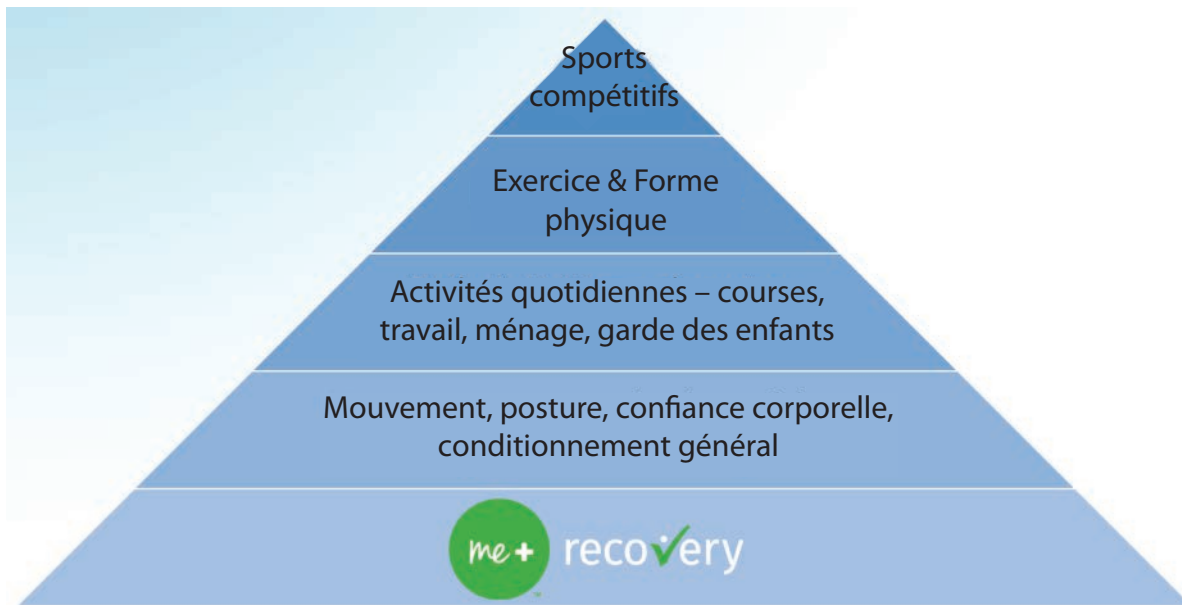 Sports
compétitifs
Exercice & Forme
physique
Activités quotidiennes – courses,
travail, ménage, garde des enfants
Mouvement, posture, confiance corporelle,
conditionnement général
me+ recovery